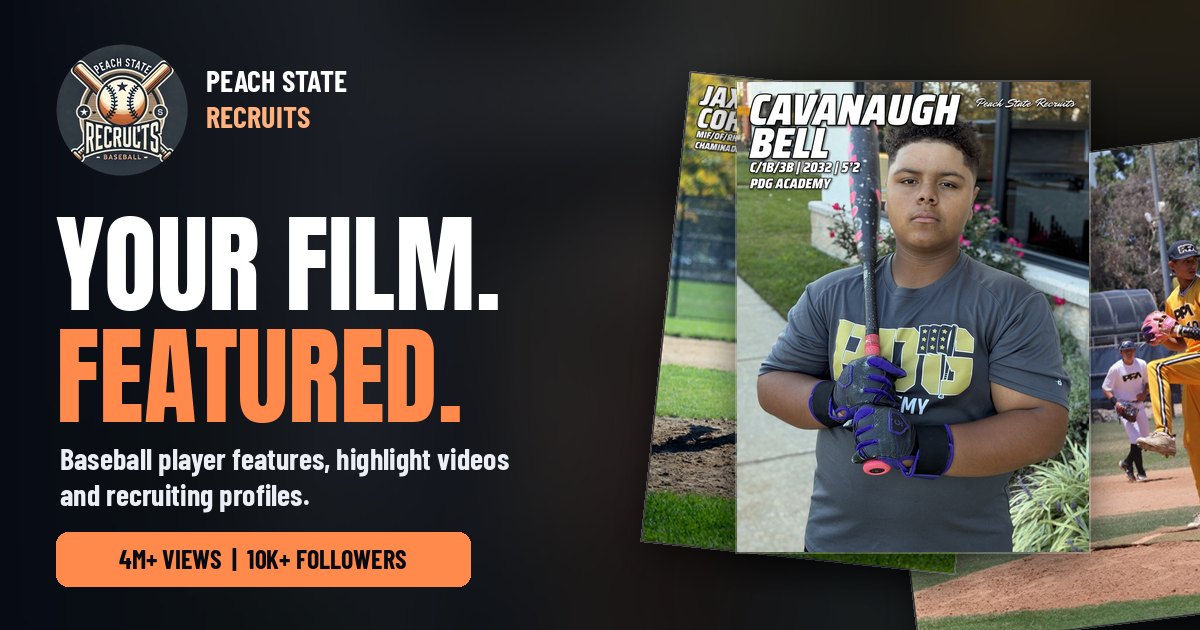 PEACH STATE
RECRUCTS
BASEBALL
S
PEACH STATE
RECRUITS
YOUR FILM.
FEATURED.
Baseball player features, highlight videos
and recruiting profiles.
4M+ VIEWS | 10K+ FOLLOWERS
CAVANAUGH
BELL
C/1B/3B | 2032 | 5'2
PDG ACADEMY
Peach State Recruits
PDG